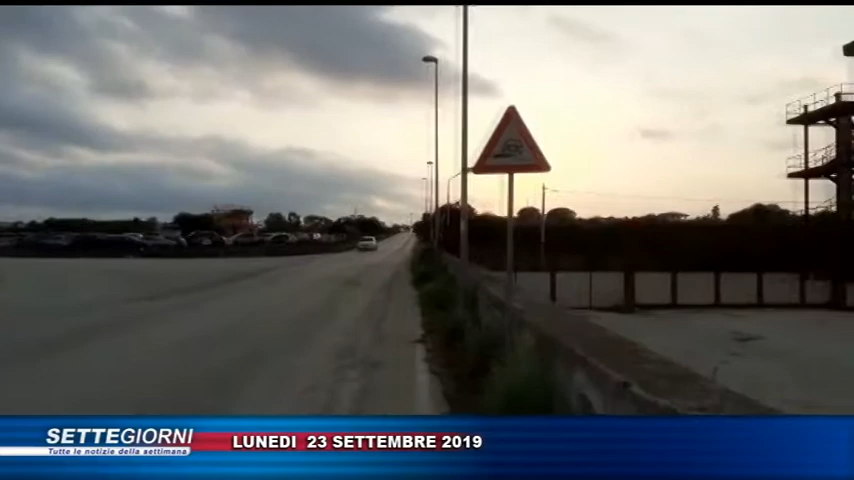 SETTEGIORNI
Tutte le notizie della settimana
LUNEDI 23 SETTEMBRE 2019